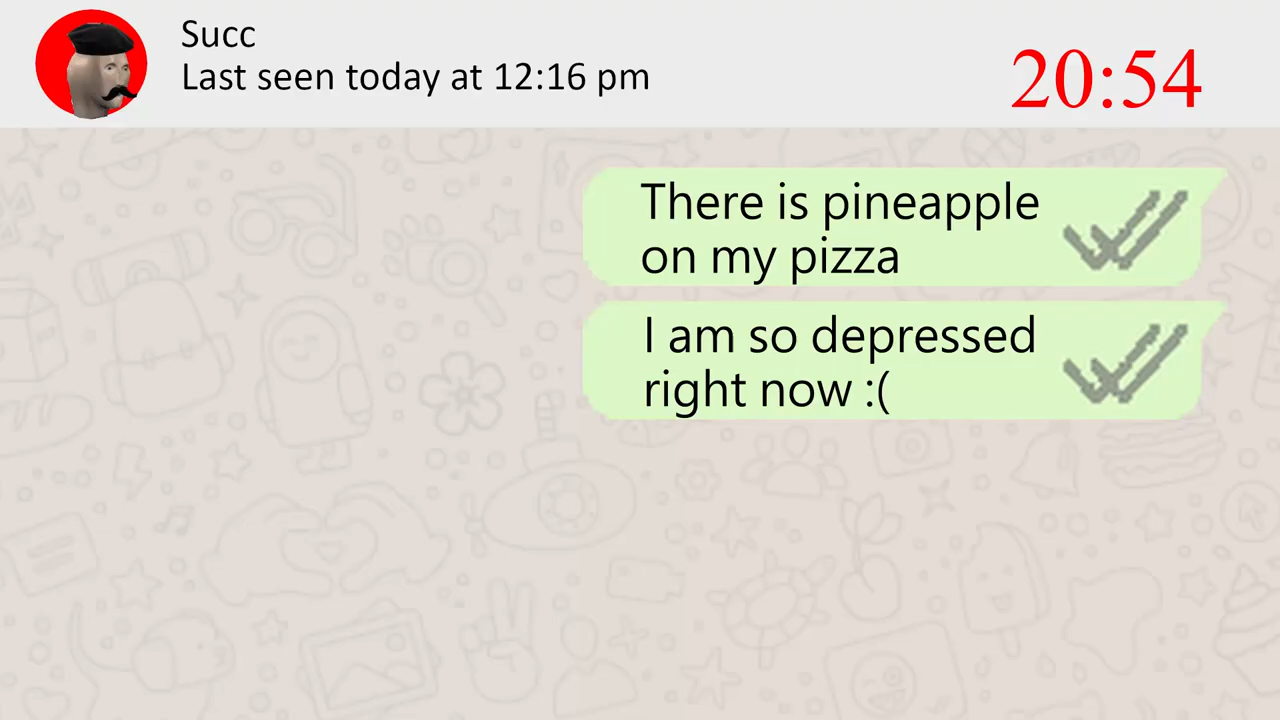 Succ
Last seen today at 12:16 pm
20:54
There is pineapple
on my pizza
I am so depressed
right now :(